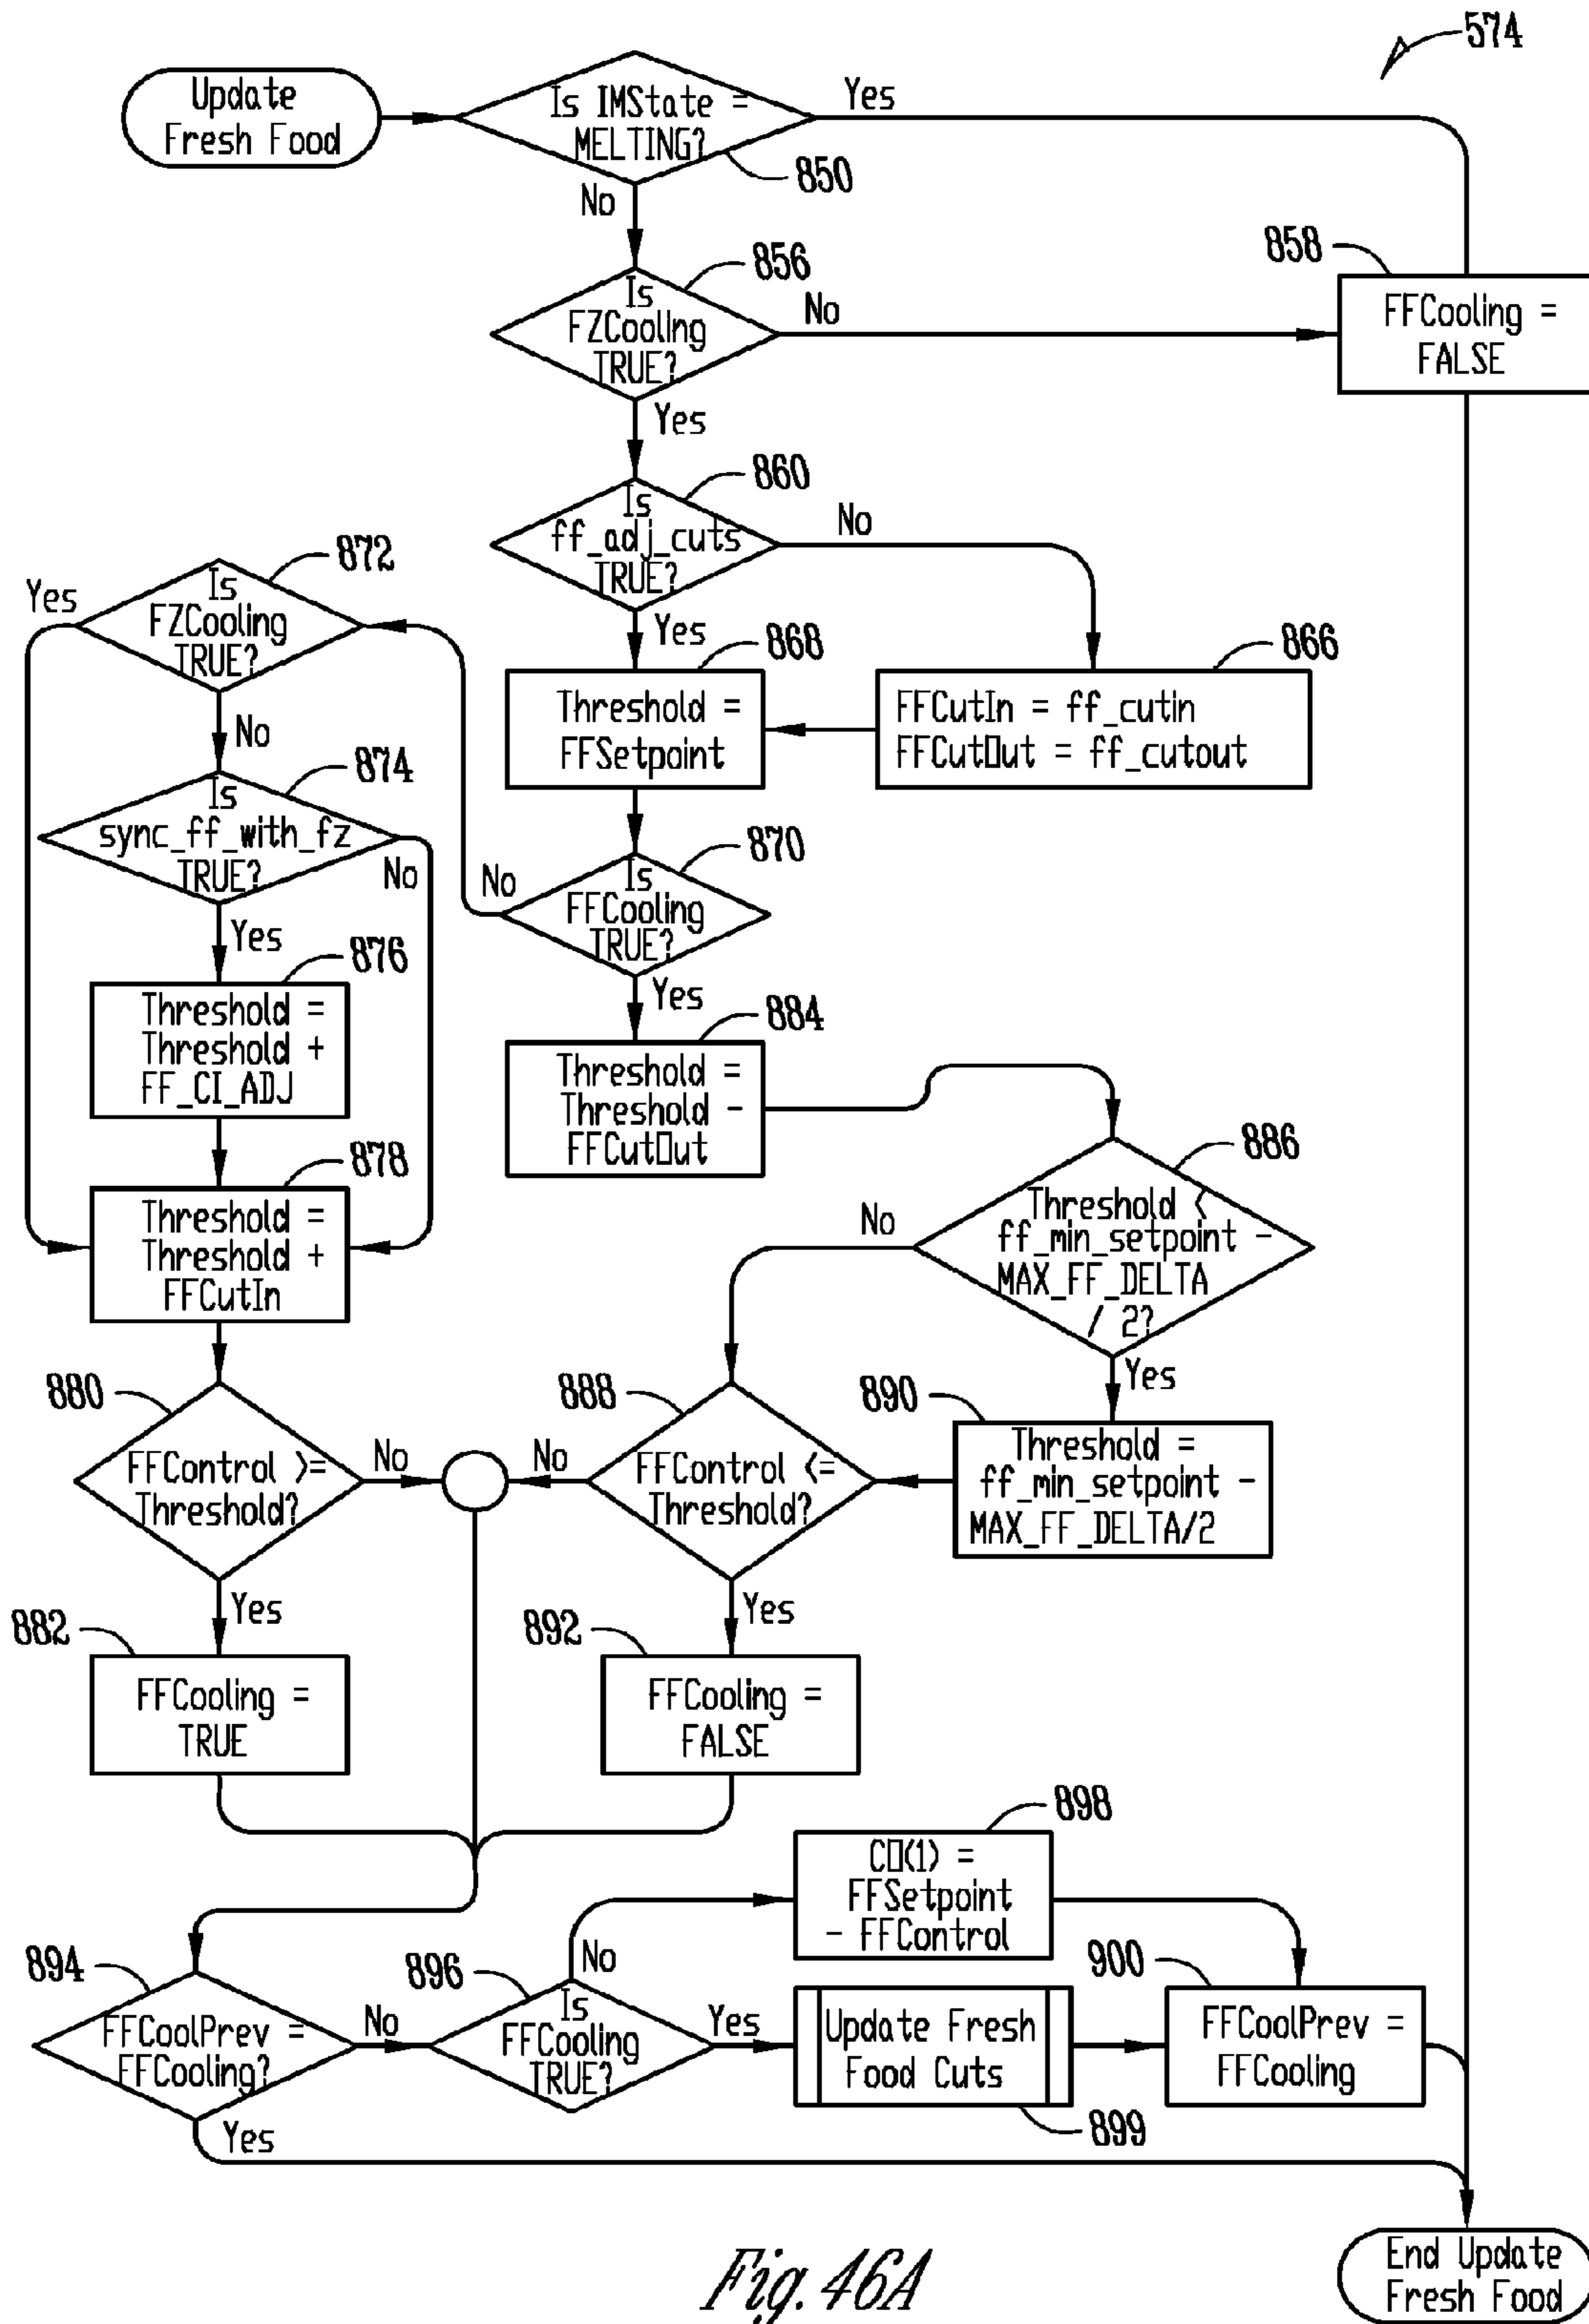 574
Update
Fresh Food
Is IMState =
MELTING?
Yes
850
No
858
FFCooling =
FALSE
856
Is
FZCooling
TRUE?
No
Yes
860
Is
ff_adj_cuts
TRUE?
No
Yes
872
Is
FZCooling
TRUE?
Yes
No
868
Threshold =
FFSetpoint
866
FFCutIn = ff_cutin
FFCutOut = ff_cutout
874
Is
sync_ff_with_fz
TRUE?
No
Yes
870
Is
FFCooling
TRUE?
No
Yes
876
Threshold =
Threshold +
FF_CI_ADJ
884
Threshold =
Threshold -
FFCutOut
878
Threshold =
Threshold +
FFCutIn
886
Threshold <
ff_min_setpoint -
MAX_FF_DELTA
/ 2?
No
Yes
880
FFControl >=
Threshold?
No
Yes
888
FFControl <=
Threshold?
No
Yes
890
Threshold =
ff_min_setpoint -
MAX_FF_DELTA/2
882
FFCooling =
TRUE
892
FFCooling =
FALSE
898
CO(1) =
FFSetpoint
- FFControl
894
FFCoolPrev =
FFCooling?
No
Yes
896
Is
FFCooling
TRUE?
No
Yes
Update Fresh
Food Cuts
899
900
FFCoolPrev =
FFCooling
End Update
Fresh Food
Fig. 46A